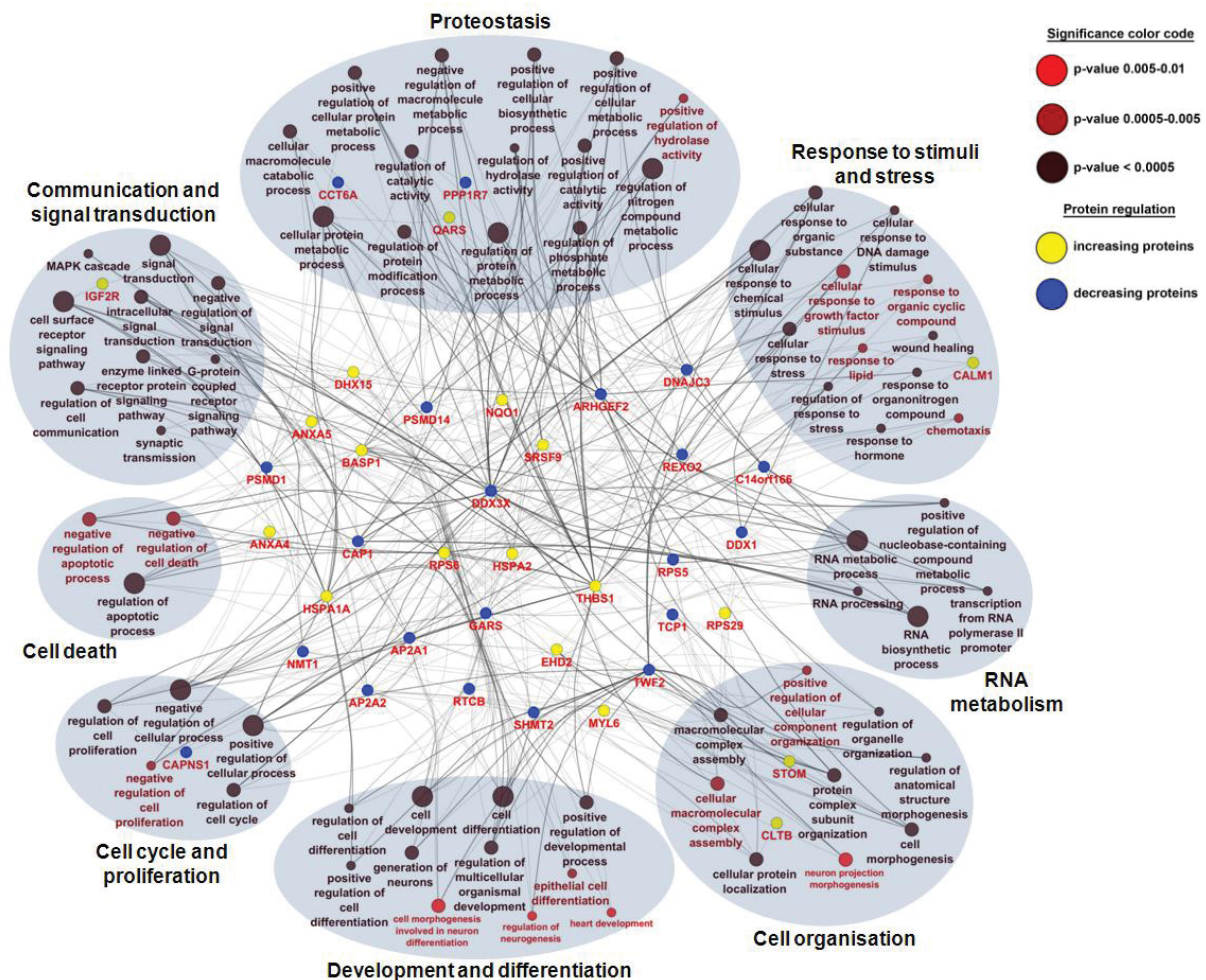 Proteostasis
negative
regulation of
macromolecule
metabolic
process
positive
regulation of
cellular
biosynthetic
process
positive
regulation of
cellular
metabolic
process
positive
regulation of
cellular protein
metabolic
process
positive
regulation of
hydrolase
activity
cellular
macromolecule
catabolic
process
regulation of
catalytic
activity
regulation of
hydrolase
activity
positive
regulation of
catalytic
activity
regulation of
nitrogen
compound
metabolic
process
CCT6A
PPP1R7
QARS
cellular protein
metabolic
process
regulation of
protein
modification
process
regulation of
protein
metabolic
process
regulation of
phosphate
metabolic
process
Significance color code
p-value 0.005-0.01
p-value 0.0005-0.005
p-value < 0.0005
Protein regulation
increasing proteins
decreasing proteins
Communication and
signal transduction
MAPK cascade
signal
transduction
IGF2R
cell surface
receptor
signaling
pathway
intracellular
signal
transduction
negative
regulation of
signal
transduction
enzyme linked
receptor protein
signaling
pathway
G-protein
coupled
receptor
signaling
pathway
regulation of
cell
communication
synaptic
transmission
Response to stimuli
and stress
cellular
response to
organic
substance
cellular
response to
DNA damage
stimulus
cellular
response to
chemical
stimulus
cellular
response to
growth factor
stimulus
response to
organic cyclic
compound
wound healing
cellular
response to
stress
response to
lipid
CALM1
regulation of
response to
stress
response to
organonitrogen
compound
chemotaxis
response to
hormone
DHX15
PSMD14
NQO1
ARHGEF2
DNAJC3
ANXA5
BASP1
SRSF9
REXO2
C14orf166
PSMD1
DDX3X
ANXA4
CAP1
RPS6
HSPA2
RPS5
DDX1
HSPA1A
THBS1
GARS
TCP1
RPS29
NMT1
AP2A1
EHD2
TWF2
AP2A2
RTCB
SHMT2
MYL6
negative
regulation of
apoptotic
process
negative
regulation of
cell death
regulation of
apoptotic
process
Cell death
positive
regulation of
nucleobase-containing
compound
metabolic
process
RNA metabolic
process
RNA processing
RNA
biosynthetic
process
transcription
from RNA
polymerase II
promoter
RNA
metabolism
regulation of
cell
proliferation
negative
regulation of
cellular process
positive
regulation of
cellular process
CAPNS1
negative
regulation of
cell
proliferation
regulation of
cell cycle
Cell cycle and
proliferation
regulation of
cell
differentiation
cell
development
cell
differentiation
positive
regulation of
developmental
process
positive
regulation of
cell
differentiation
generation of
neurons
regulation of
multicellular
organismal
development
epithelial cell
differentiation
cell morphogenesis
involved in neuron
differentiation
regulation of
neurogenesis
heart development
Development and differentiation
positive
regulation of
cellular
component
organization
macromolecular
complex
assembly
regulation of
organelle
organization
STOM
cellular
macromolecular
complex
assembly
protein
complex
subunit
organization
regulation of
anatomical
structure
morphogenesis
CLTB
cell
morphogenesis
cellular protein
localization
neuron projection
morphogenesis
Cell organisation